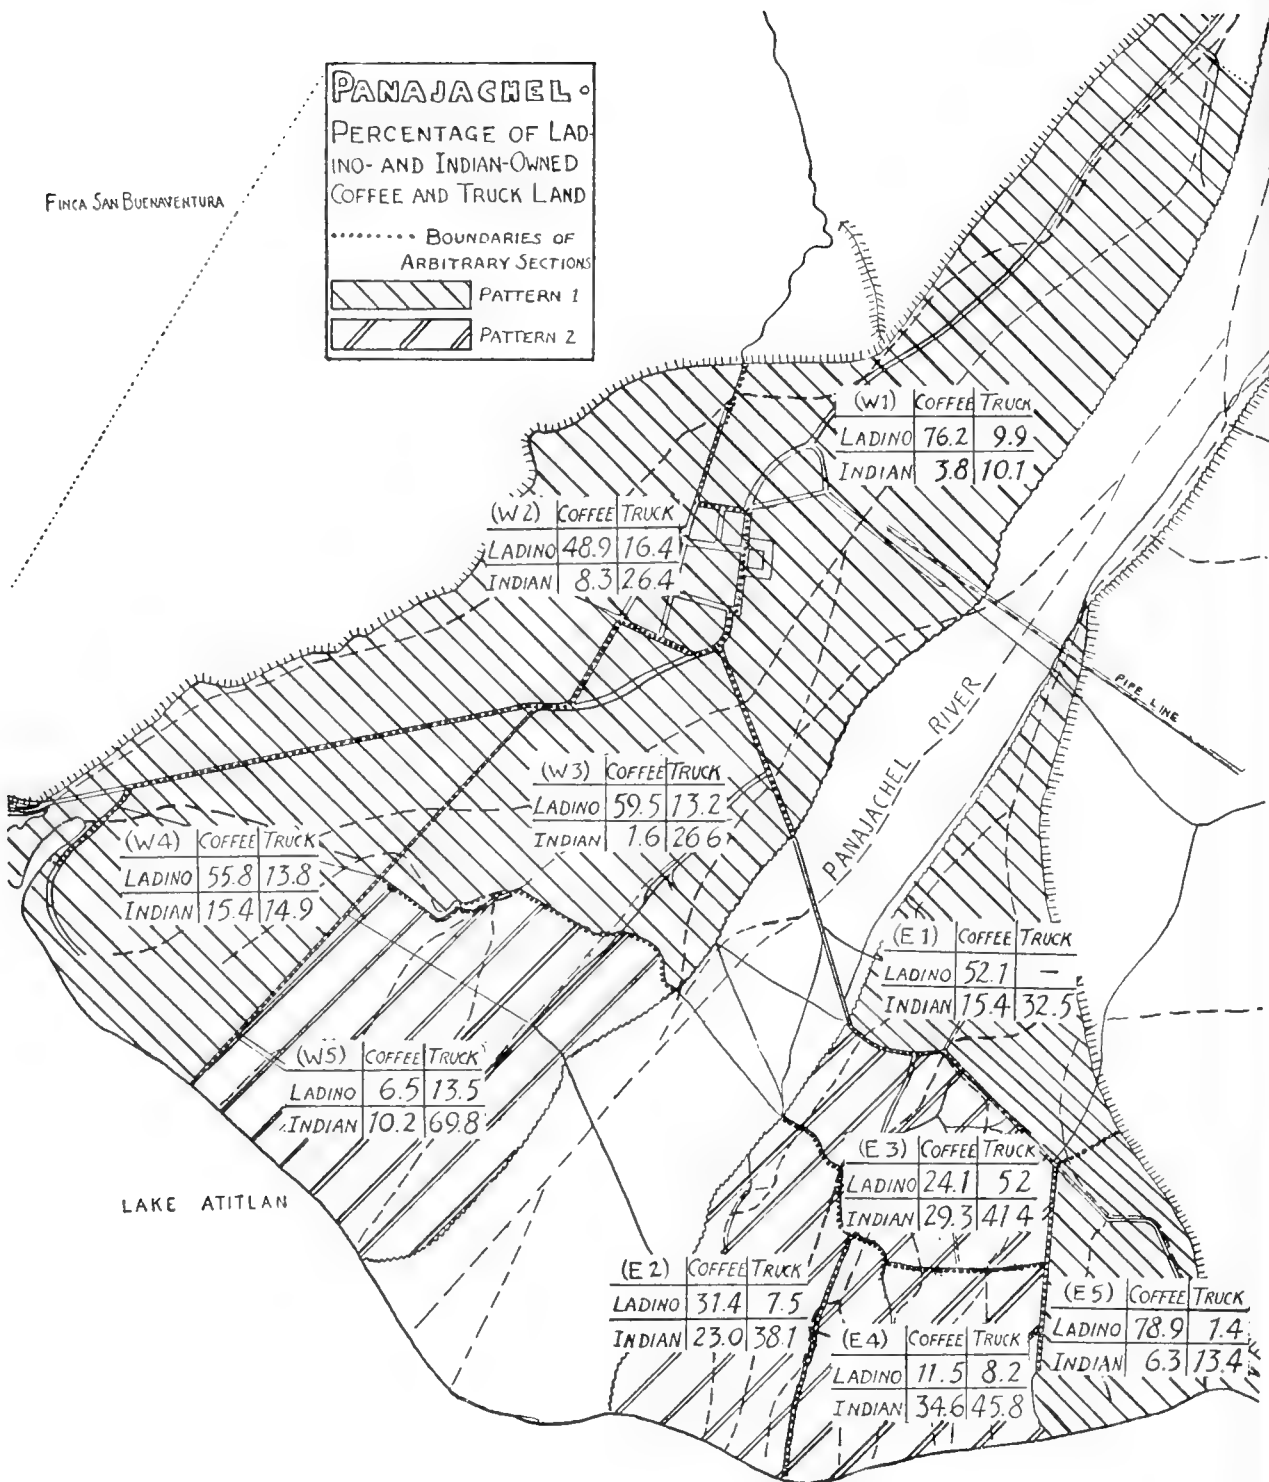 PANAJACHEL
PERCENTAGE OF LAD-
INO- AND INDIAN-OWNED
COFFEE AND TRUCK LAND
BOUNDARIES OF
ARBITRARY SECTIONS
PATTERN 1
PATTERN 2
FINCA SAN BUENAVENTURA
(W1) COFFEE TRUCK
LADINO 76.2 9.9
INDIAN 3.8 10.1
(W2) COFFEE TRUCK
LADINO 48.9 16.4
INDIAN 8.3 26.4
PIPE LINE
PANAJACHEL RIVER
(W3) COFFEE TRUCK
LADINO 59.5 13.2
INDIAN 1.6 26 6
(W4) COFFEE TRUCK
LADINO 55.8 13.8
INDIAN 15.4 14.9
(E1) COFFEE TRUCK
LADINO 52.1 —
INDIAN 15.4 32.5
(W5) COFFEE TRUCK
LADINO 6.5 13.5
INDIAN 10.2 69.8
LAKE ATITLAN
(E3) COFFEE TRUCK
LADINO 24.1 5 2
INDIAN 29.3 41 4
(E2) COFFEE TRUCK
LADINO 31.4 7.5
INDIAN 23.0 38.1
(E5) COFFEE TRUCK
LADINO 78.9 1.4
INDIAN 6.3 13.4
(E4) COFFEE TRUCK
LADINO 11.5 8.2
INDIAN 34.6 45.8